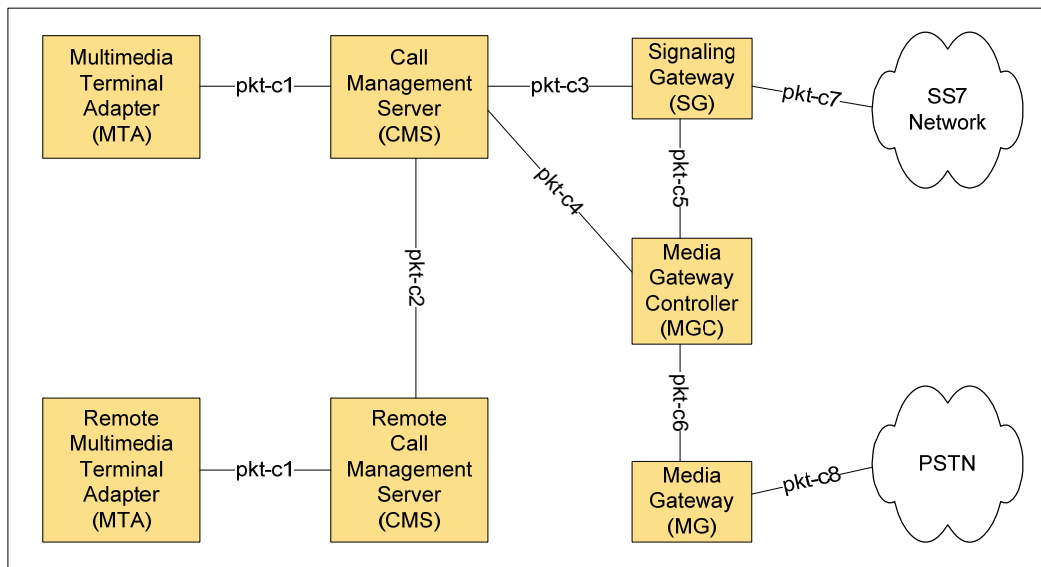 Multimedia
Terminal
Adapter
(MTA)
pkt-c1
Call
Management
Server
(CMS)
pkt-c3
Signaling
Gateway
(SG)
pkt-c7
SS7
Network
pkt-c4
pkt-c5
pkt-c2
Media
Gateway
Controller
(MGC)
pkt-c6
Remote
Multimedia
Terminal
Adapter
(MTA)
pkt-c1
Remote
Call
Management
Server
(CMS)
Media
Gateway
(MG)
pkt-c8
PSTN